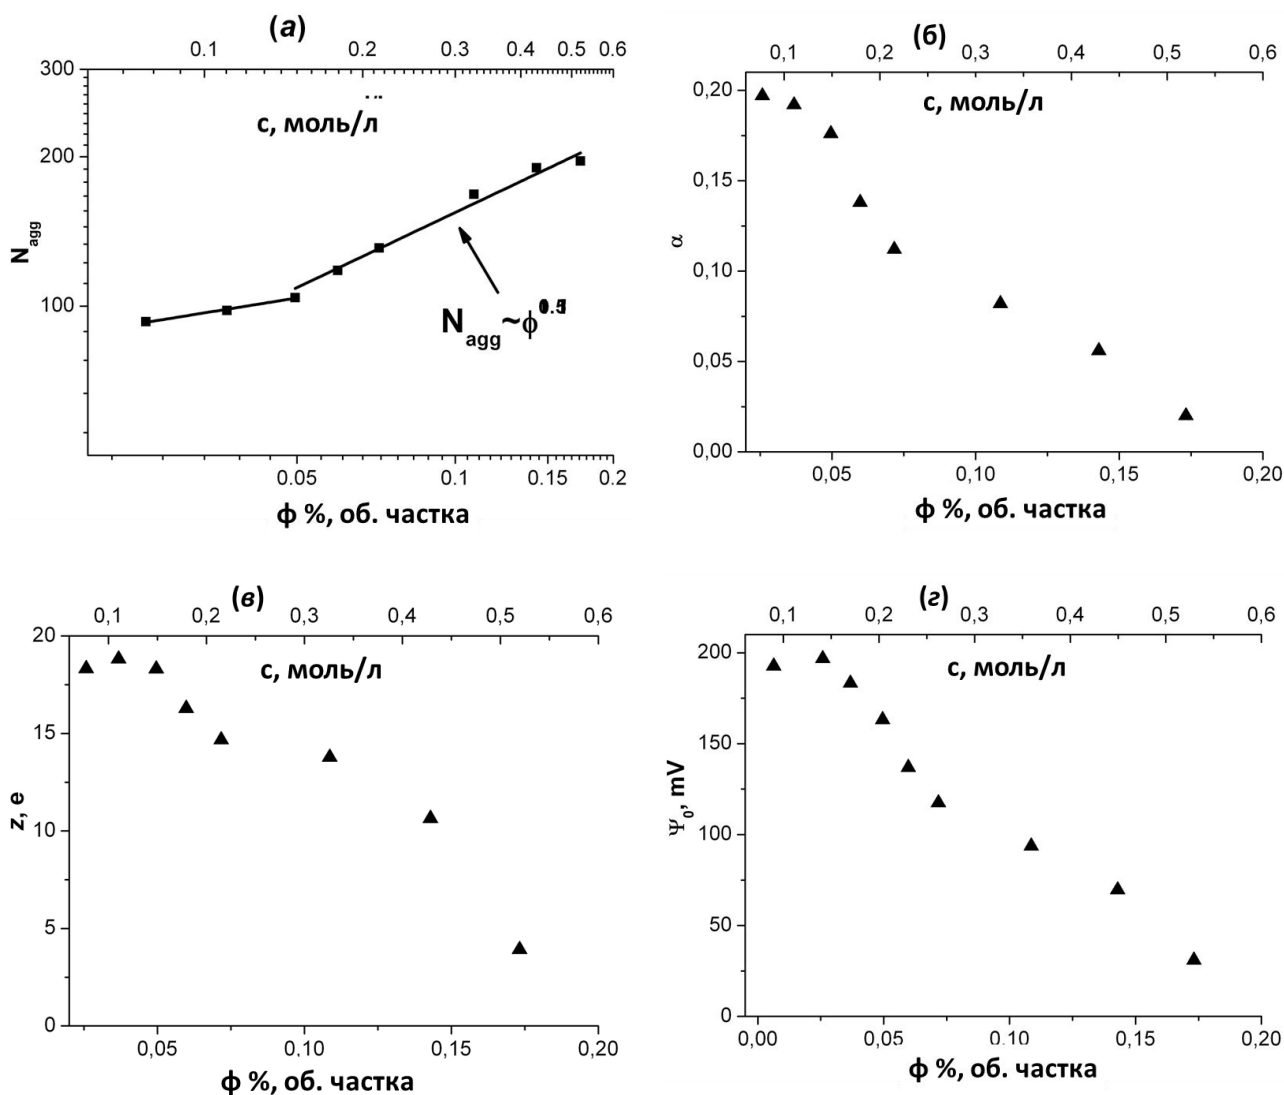 (а)
0.1 0.2 0.3 0.4 0.5 0.6
300
200
100
с, моль/л
N agg
N agg ~ϕ
0.05 0.1 0.15 0.2
ф %, об. частка
(б)
0,1 0,2 0,3 0,4 0,5 0,6
0,20
0,15
0,10
0,05
0,00
с, моль/л
α
0,05 0,10 0,15 0,20
ф %, об. частка
(в)
0,1 0,2 0,3 0,4 0,5 0,6
20
15
10
5
0
с, моль/л
z, e
0,05 0,10 0,15 0,20
ф %, об. частка
(г)
0,1 0,2 0,3 0,4 0,5 0,6
200
150
100
50
0
с, моль/л
Ψ0, mV
0,00 0,05 0,10 0,15 0,20
ф %, об. частка